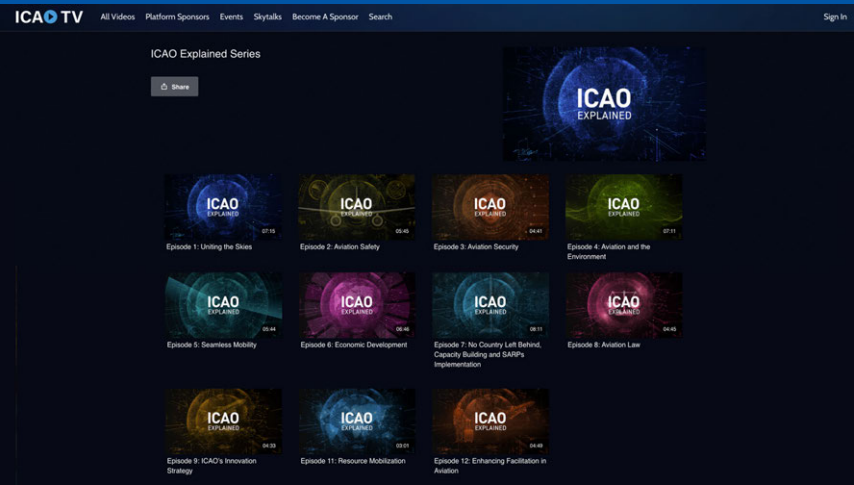 ICAO TV All Videos Platform Sponsors Events Skytalks Become A Sponsor Search Sign In
ICAO Explained Series
Share
ICAO
EXPLAINED
ICAO
EXPLAINED
07:15
Episode 1: Uniting the Skies
ICAO
EXPLAINED
05:45
Episode 2: Aviation Safety
ICAO
EXPLAINED
04:41
Episode 3: Aviation Security
ICAO
EXPLAINED
07:11
Episode 4: Aviation and the
Environment
ICAO
EXPLAINED
05:44
Episode 5: Seamless Mobility
ICAO
EXPLAINED
06:46
Episode 6: Economic Development
ICAO
EXPLAINED
08:11
Episode 7: No Country Left Behind,
Capacity Building and SARPs
Implementation
ICAO
EXPLAINED
04:45
Episode 8: Aviation Law
ICAO
EXPLAINED
04:33
Episode 9: ICAO's Innovation
Strategy
ICAO
EXPLAINED
03:01
Episode 11: Resource Mobilization
ICAO
EXPLAINED
04:49
Episode 12: Enhancing Facilitation in
Aviation